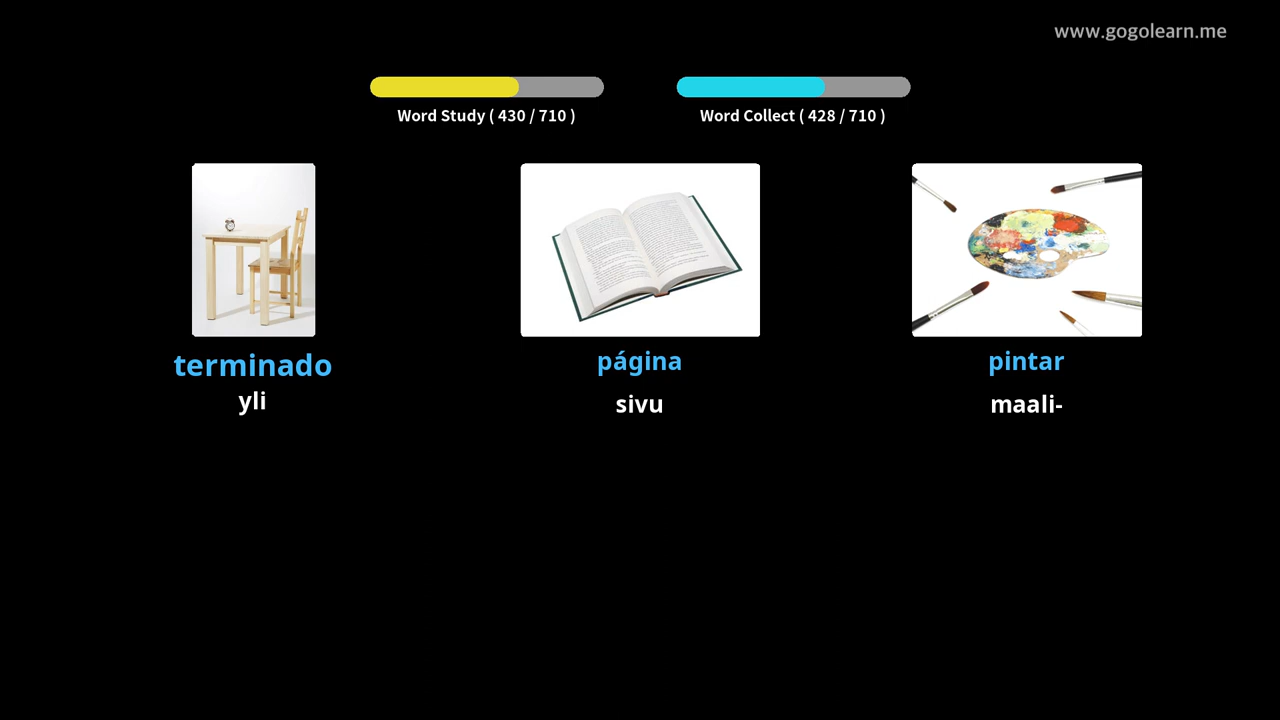 www.gogolearn.me
Word Study ( 430 / 710 )
Word Collect ( 428 / 710 )
terminado
yli
página
sivu
pintar
maali-